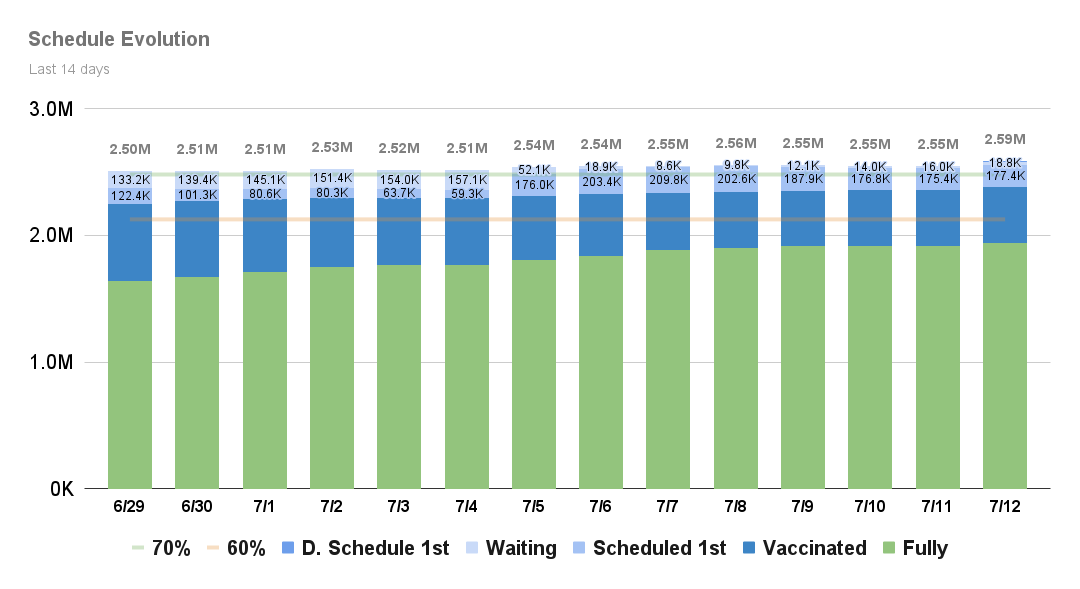 Schedule Evolution
Last 14 days
3.0M
2.50M 2.51M 2.51M 2.53M 2.52M 2.51M 2.54M 2.54M 2.55M 2.56M 2.55M 2.55M 2.55M 2.59M
133.2K 139.4K 145.1K 151.4K 154.0K 157.1K 52.1K 18.9K 8.6K 9.8K 12.1K 14.0K 16.0K 18.8K
122.4K 101.3K 80.6K 80.3K 63.7K 59.3K 176.0K 203.4K 209.8K 202.6K 187.9K 176.8K 175.4K 177.4K
2.0M
1.0M
0K
6/29 6/30 7/1 7/2 7/3 7/4 7/5 7/6 7/7 7/8 7/9 7/10 7/11 7/12
70% 60% D. Schedule 1st Waiting Scheduled 1st Vaccinated Fully